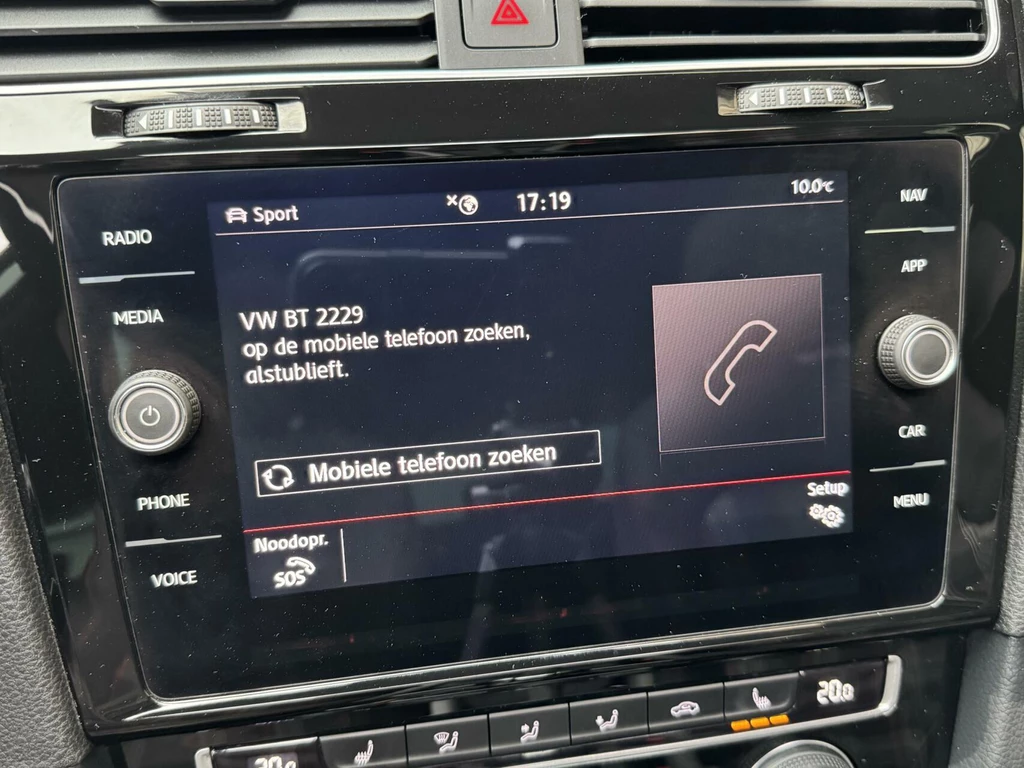 Sport
17:19
10.0°C
NAV
RADIO
APP
MEDIA
VW BT 2229
op de mobiele telefoon zoeken,
alstublieft.
CAR
Mobiele telefoon zoeken
PHONE
Setup
MENU
Noodopr.
SOS
VOICE
20.0